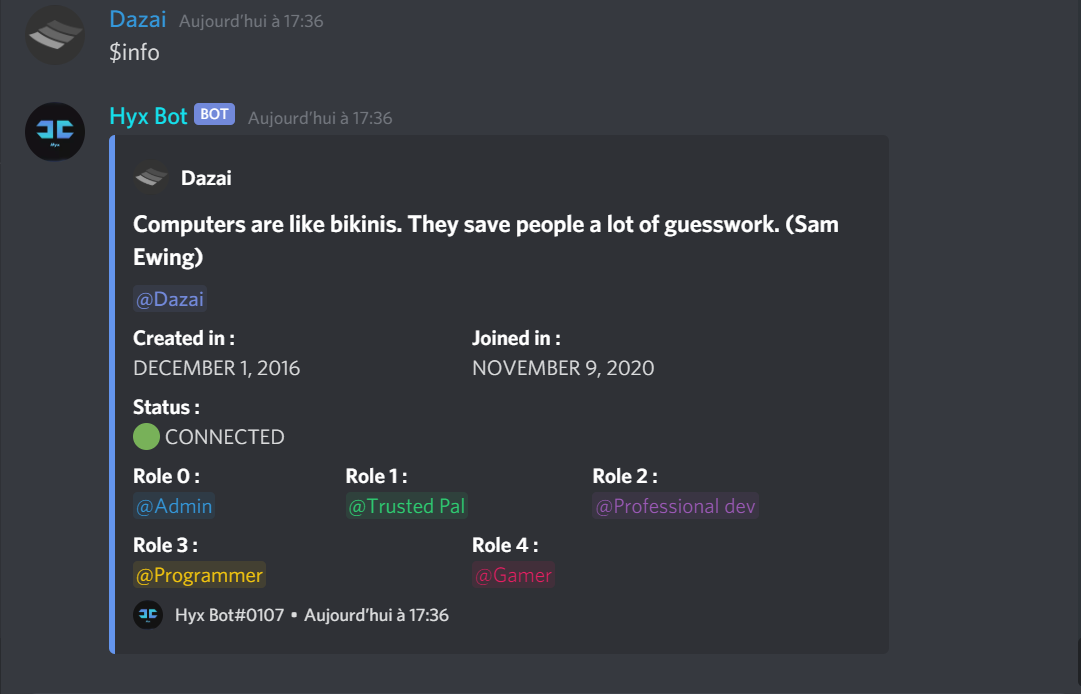 Dazai Aujourd'hui à 17:36
$info
Hyx Bot BOT Aujourd'hui à 17:36
Hyx
Dazai
Computers are like bikinis. They save people a lot of guesswork. (Sam
Ewing)
@Dazai
Created in : Joined in :
DECEMBER 1, 2016 NOVEMBER 9, 2020
Status :
CONNECTED
Role 0 : Role 1 : Role 2 :
@Admin @Trusted Pal @Professional dev
Role 3 : Role 4 :
@Programmer @Gamer
Hyx Bot#0107 • Aujourd'hui à 17:36